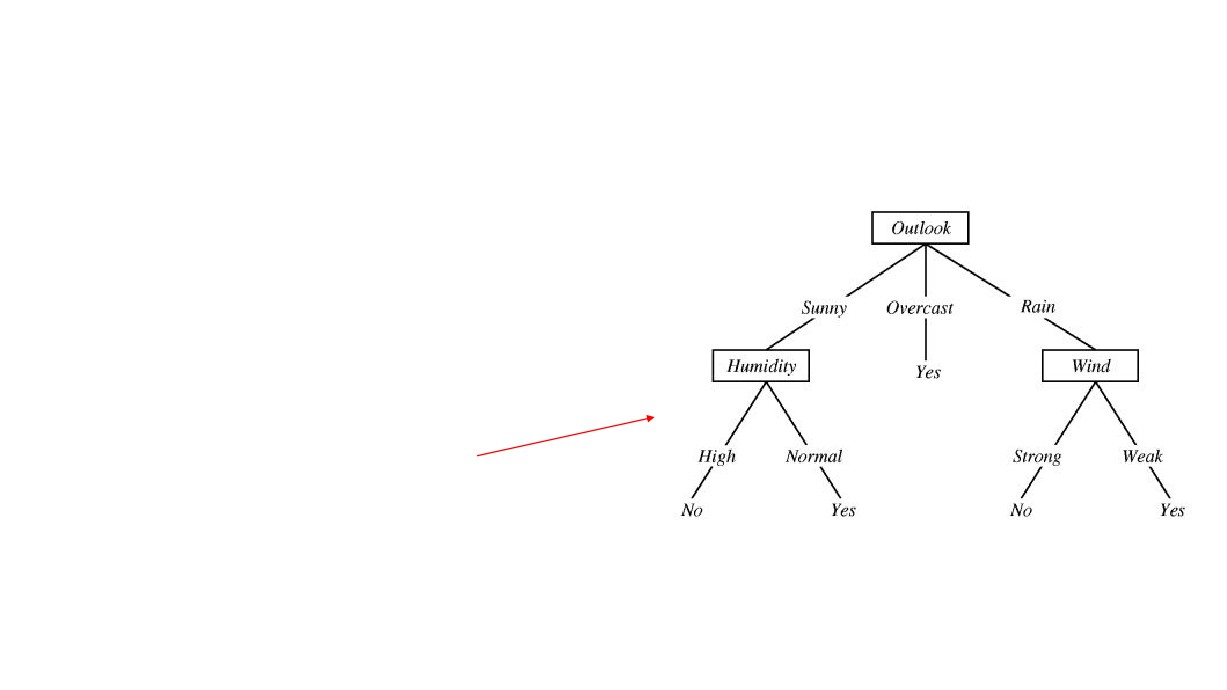 Outlook
Sunny Overcast Rain
Humidity Yes Wind
High Normal Strong Weak
No Yes No Yes